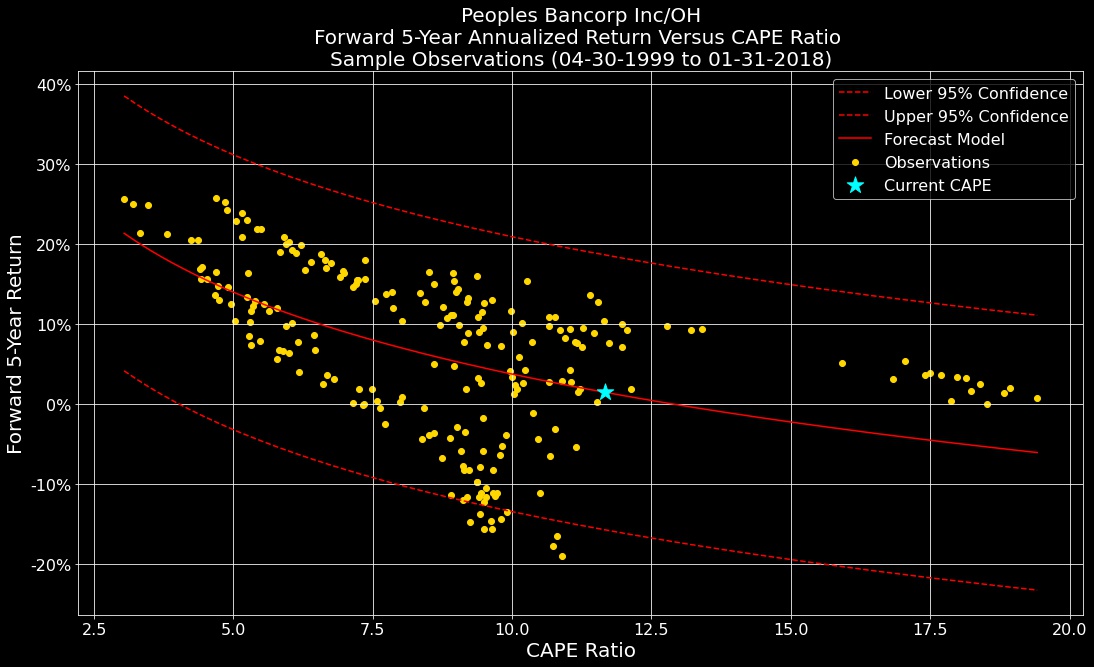 Peoples Bancorp Inc/OH
Forward 5-Year Annualized Return Versus CAPE Ratio
Sample Observations (04-30-1999 to 01-31-2018)
Lower 95% Confidence
Upper 95% Confidence
Forecast Model
Observations
Current CAPE
Forward 5-Year Return
40%
30%
20%
10%
0%
-10%
-20%
2.5 5.0 7.5 10.0 12.5 15.0 17.5 20.0
CAPE Ratio